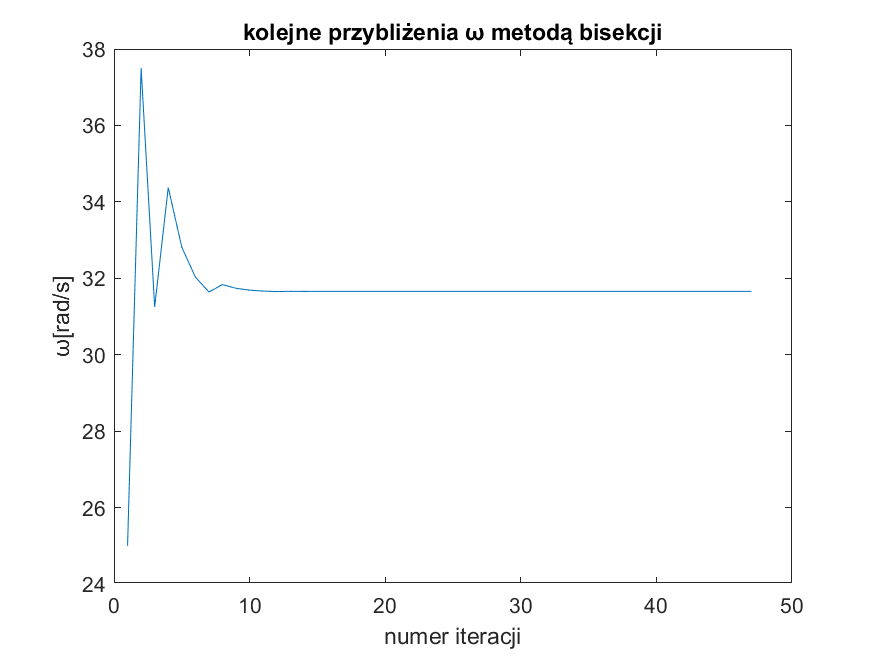 kolejne przybliżenia ω metodą bisekcji
38
36
34
32
30
28
26
24
ω[rad/s]
0 10 20 30 40 50
numer iteracji